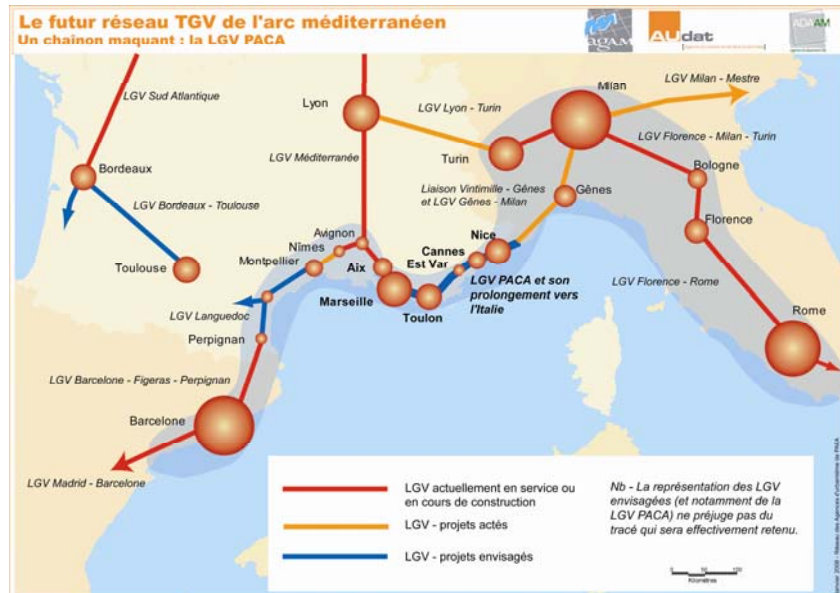 Le futur réseau TGV de l'arc méditerranéen
Un chaînon maquant : la LGV PACA
agam
AUdat
ADAAM
LGV Sud Atlantique
Lyon
LGV Lyon - Turin
Milan
LGV Milan - Mestre
LGV Florence - Milan - Turin
Bordeaux
LGV Méditerranée
Turin
Bologne
LGV Bordeaux - Toulouse
Liaison Vintimille - Gênes
et LGV Gênes - Milan
Gênes
Florence
Toulouse
Avignon
Nîmes
Montpellier
Aix
Nice
Cannes
Est Var
Marseille
Toulon
LGV PACA et son
prolongement vers
l'Italie
LGV Florence - Rome
LGV Languedoc
Perpignan
Rome
LGV Barcelone - Figeras - Perpignan
Barcelone
LGV Madrid - Barcelone
LGV actuellement en service ou
en cours de construction
LGV - projets actés
LGV - projets envisagés
Nb - La représentation des LGV
envisagées (et notamment de la
LGV PACA) ne préjuge pas du
tracé qui sera effectivement retenu.
0 50 100
Kilomètres